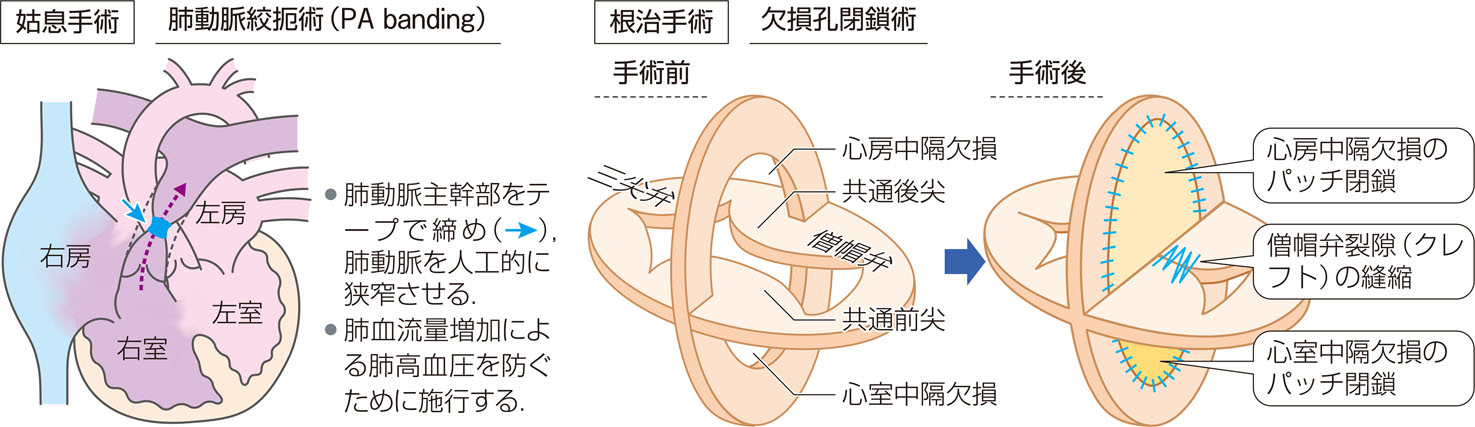 姑息手術
肺動脈絞扼術(PA banding)
右房
左房
左室
右室
●肺動脈主幹部をテ
ープで締め(→),
肺動脈を人工的に
狭窄させる.
●肺血流量増加によ
る肺高血圧を防ぐ
ために施行する.
根治手術
欠損孔閉鎖術
手術前
三尖弁
僧帽弁
心房中隔欠損
共通後尖
共通前尖
心室中隔欠損
手術後
心房中隔欠損の
パッチ閉鎖
僧帽弁裂隙(クレ
フト)の縫縮
心室中隔欠損の
パッチ閉鎖